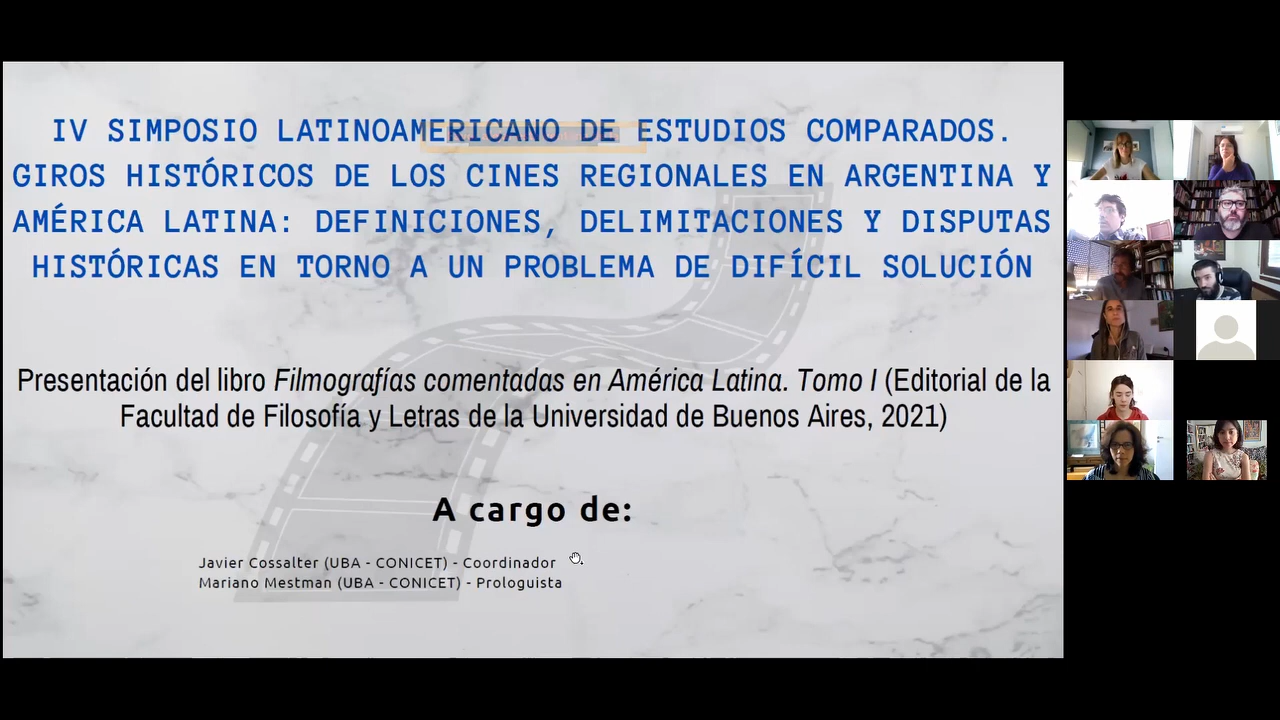 IV SIMPOSIO LATINOAMERICANO DE ESTUDIOS COMPARADOS.
GIROS HISTÓRICOS DE LOS CINES REGIONALES EN ARGENTINA Y
AMÉRICA LATINA: DEFINICIONES, DELIMITACIONES Y DISPUTAS
HISTÓRICAS EN TORNO A UN PROBLEMA DE DIFÍCIL SOLUCIÓN
Presentación del libro Filmografías comentadas en América Latina. Tomo I (Editorial de la
Facultad de Filosofía y Letras de la Universidad de Buenos Aires, 2021)
A cargo de:
Javier Cossalter (UBA - CONICET) - Coordinador
Mariano Mestman (UBA - CONICET) - Prologuista